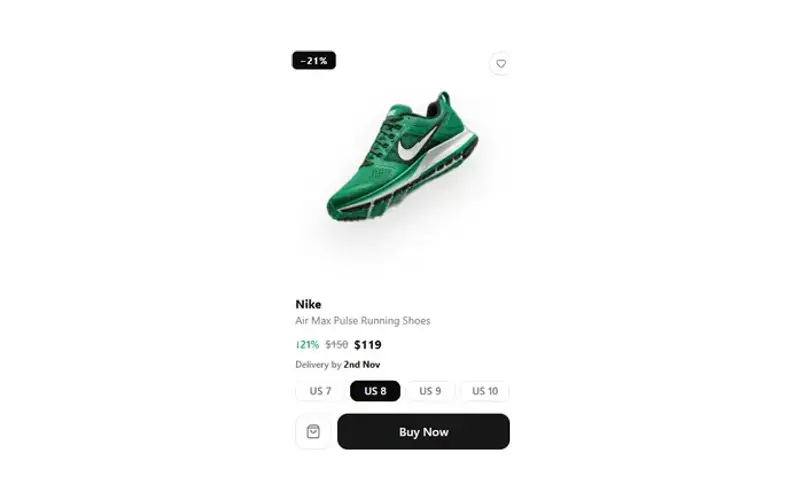 -21%
Nike
Air Max Pulse Running Shoes
↓21% $150 $119
Delivery by 2nd Nov
US 7 US 8 US 9 US 10
Buy Now